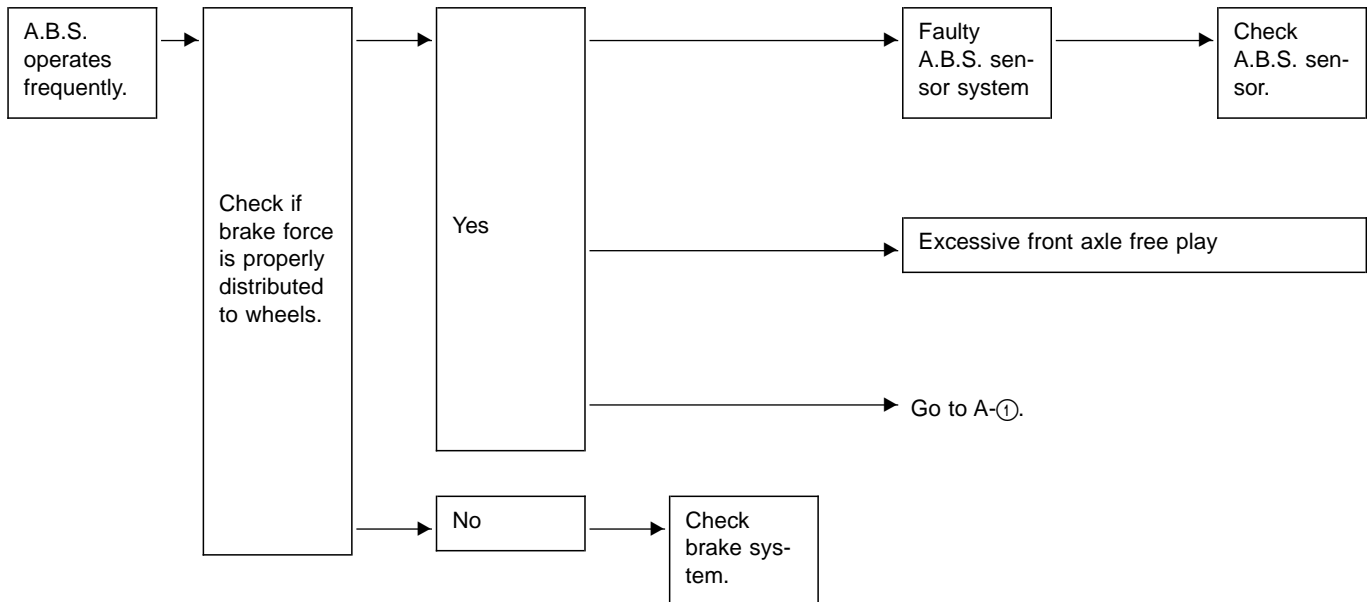 A.B.S.
operates
frequently.
Check if
brake force
is properly
distributed
to wheels.
Yes
Faulty
A.B.S. sen-
sor system
Check
A.B.S. sen-
sor.
Excessive front axle free play
Go to A-①.
No
Check
brake sys-
tem.